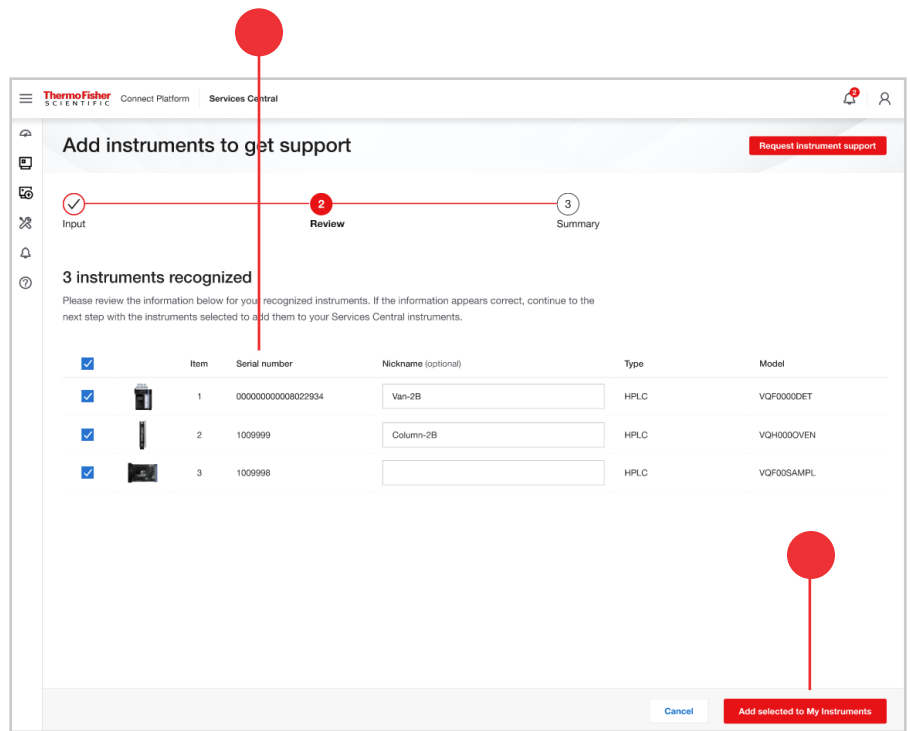 ThermoFisher
SCIENTIFIC
Connect Platform
Services Central
2
Add instruments to get support
Request instrument support
2
3
Input
Review
Summary
3 instruments recognized
Please review the information below for your recognized instruments. If the information appears correct, continue to the
next step with the instruments selected to add them to your Services Central instruments.
Item Serial number Nickname (optional) Type Model
1 000000000008022934 Van-2B HPLC VQF0000DET
2 1009999 Column-2B HPLC VQH000OVEN
3 1009998 HPLC VQF00SAMPL
Cancel
Add selected to My Instruments